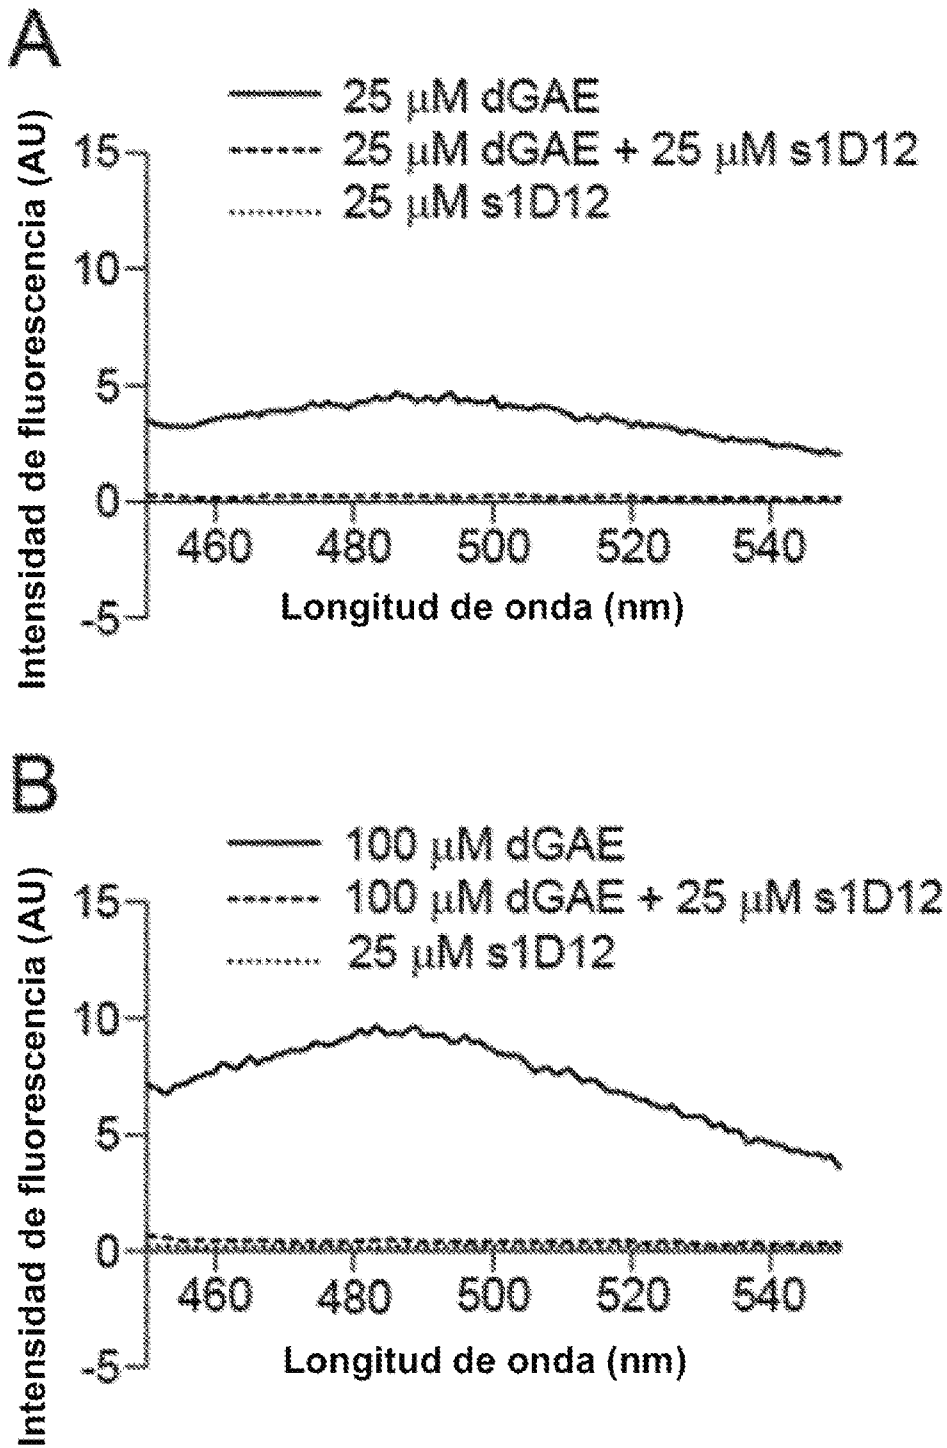 A
25 µM dGAE
25 µM dGAE + 25 µM s1D12
25 µM s1D12
Intensidad de fluorescencia (AU)
15
10
5
0
-5
460 480 500 520 540
Longitud de onda (nm)
B
100 µM dGAE
100 µM dGAE + 25 µM s1D12
25 µM s1D12
Intensidad de fluorescencia (AU)
15
10
5
0
-5
460 480 500 520 540
Longitud de onda (nm)